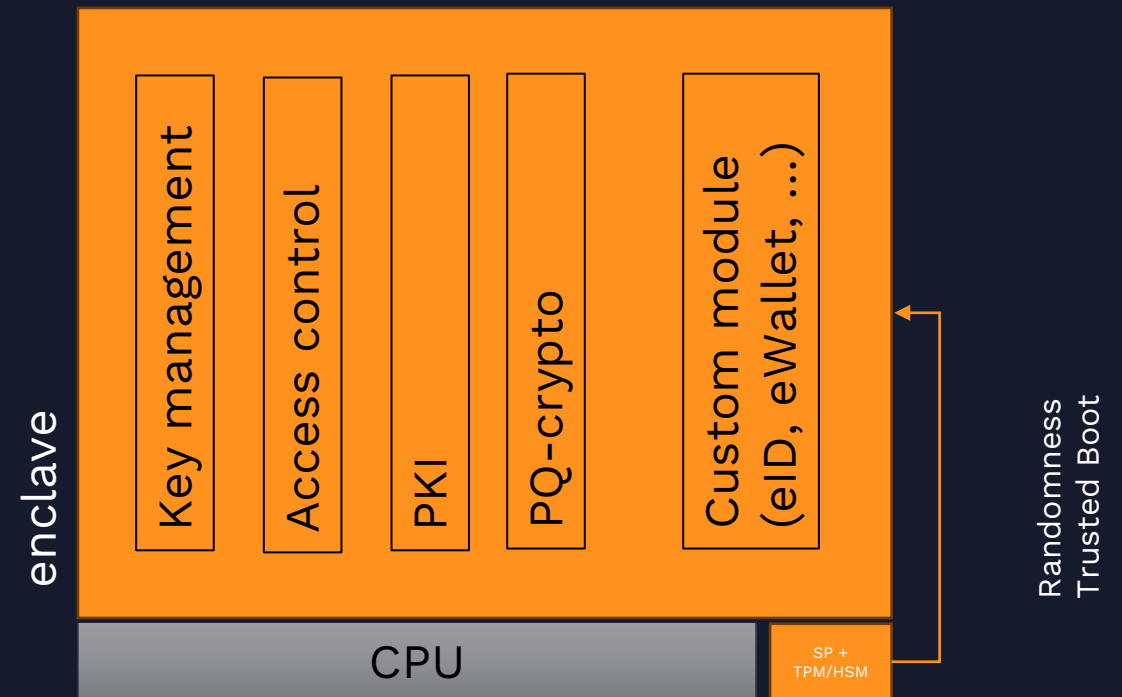 enclave
Key management
Access control
PKI
PQ-crypto
Custom module
(eID, eWallet, ...)
Randomness
Trusted Boot
CPU
SP +
TPM/HSM